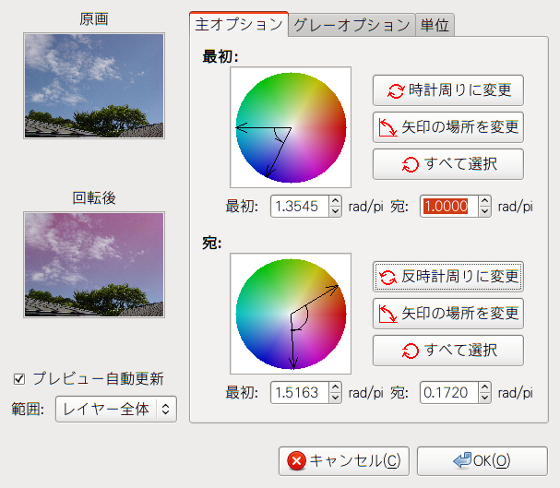 原画
回転後
プレビュー自動更新
範囲: レイヤー全体
主オプション グレーオプション 単位
最初:
時計周りに変更
矢印の場所を変更
すべて選択
最初: 1.3545 rad/pi 宛: 1.0000 rad/pi
宛:
反時計周りに変更
矢印の場所を変更
すべて選択
最初: 1.5163 rad/pi 宛: 0.1720 rad/pi
キャンセル(C) OK(O)